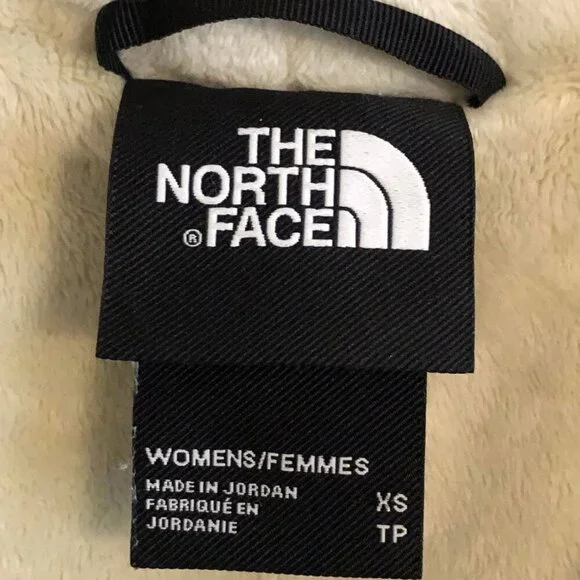 THE
NORTH
® FACE
WOMENS/FEMMES
MADE IN JORDAN XS
FABRIQUÉ EN
JORDANIE TP